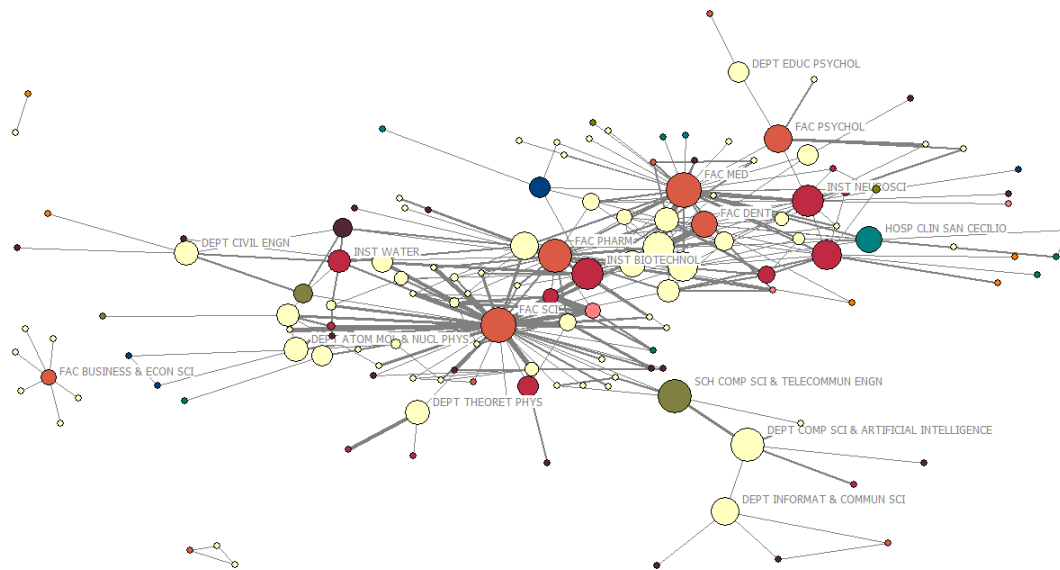 DEPT EDUC PSYCHOL
FAC PSYCHOL
FAC MED
INST NEUROSCI
FAC DENT
HOSP CLIN SAN CECILIO
DEPT CIVIL ENGN
FAC PHARM
INST WATER
INST BIOTECHNOL
FAC SCI
DEPT ATOM MOL & NUCL PHYS
FAC BUSINESS & ECON SCI
SCH COMP SCI & TELECOMMUN ENGN
DEPT THEORET PHYS
DEPT COMP SCI & ARTIFICIAL INTELLIGENCE
DEPT INFORMAT & COMMUN SCI